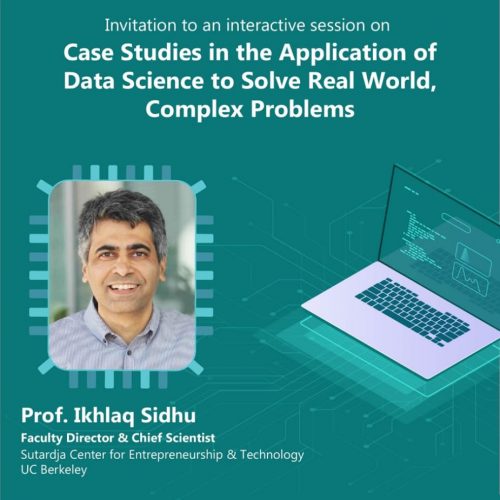 Invitation to an interactive session on
Case Studies in the Application of
Data Science to Solve Real World,
Complex Problems
Prof. Ikhlaq Sidhu
Faculty Director & Chief Scientist
Sutardja Center for Entrepreneurship & Technology
UC Berkeley